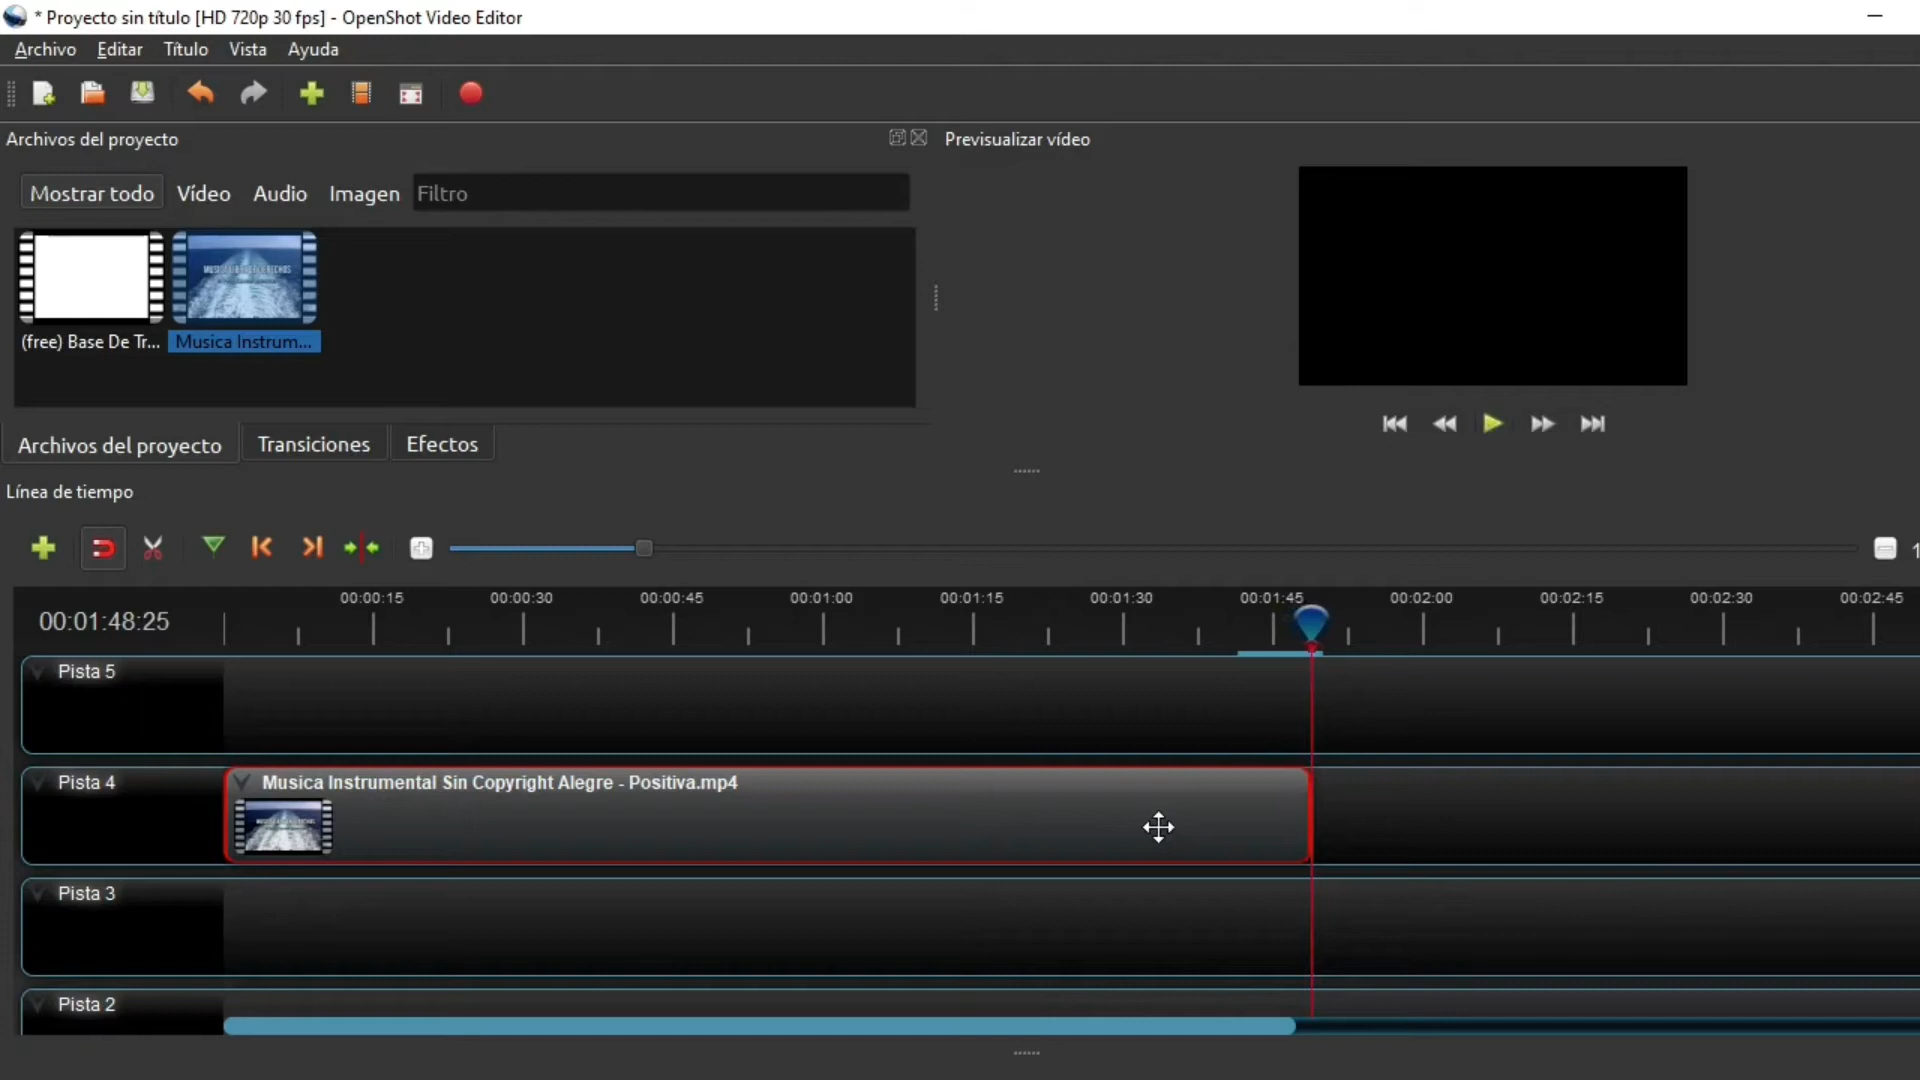 * Proyecto sin título [HD 720p 30 fps] - OpenShot Video Editor
Archivo Editar Título Vista Ayuda
Archivos del proyecto
Previsualizar vídeo
Mostrar todo Vídeo Audio Imagen Filtro
(free) Base De Tr... Musica Instrum...
Archivos del proyecto Transiciones Efectos
Línea de tiempo
00:00:15 00:00:30 00:00:45 00:01:00 00:01:15 00:01:30 00:01:45 00:02:00 00:02:15 00:02:30 00:02:45
00:01:48:25
Pista 5
Pista 4
Musica Instrumental Sin Copyright Alegre - Positiva.mp4
Pista 3
Pista 2